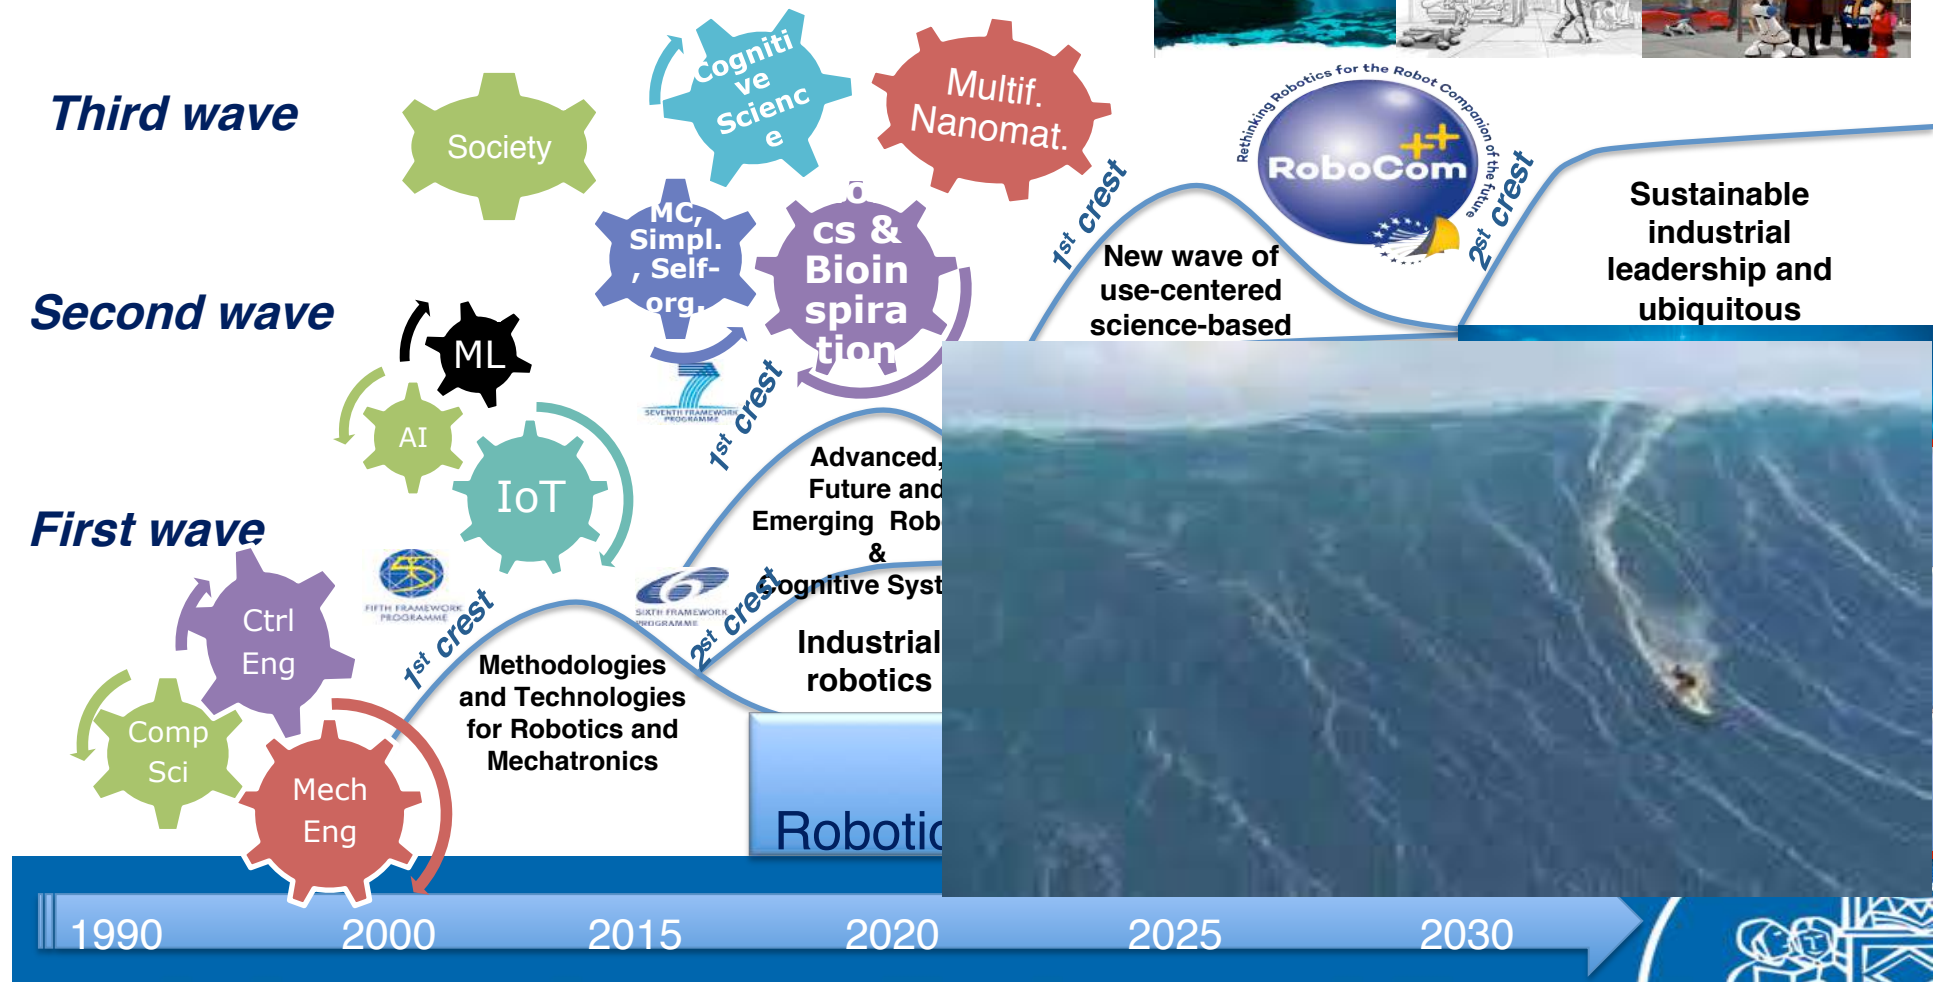 Third wave
Society
Cogniti
ve
Scienc
e
Multif.
Nanomat.
Rethinking Robotics for the Robot Companion of the future
RoboCom++
1st crest
2st crest
Sustainable
industrial
leadership and
ubiquitous
New wave of
use-centered
science-based
MC,
Simpl.
, Self-
org.
cs &
Bioin
spira
tion
Second wave
ML
AI
IoT
7
SEVENTH FRAMEWORK
PROGRAMME
1st crest
Advanced,
Future and
Emerging Rob
&
Cognitive Syst
First wave
5
FIFTH FRAMEWORK
PROGRAMME
6
SIXTH FRAMEWORK
PROGRAMME
1st crest
2st crest
Industrial
robotics
Ctrl
Eng
Comp
Sci
Mech
Eng
Methodologies
and Technologies
for Robotics and
Mechatronics
Robotic
1990 2000 2015 2020 2025 2030